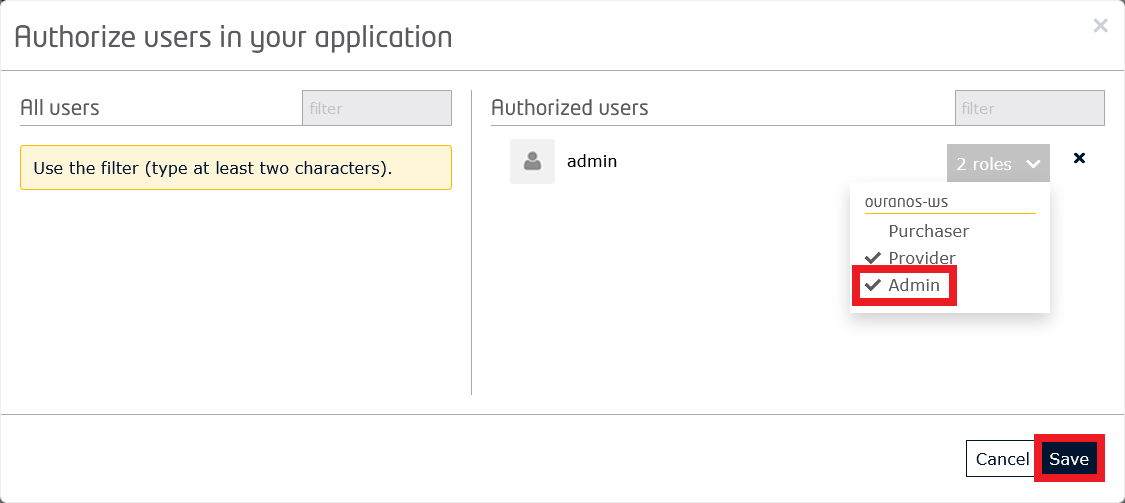 Authorize users in your application
×
All users
filter
Use the filter (type at least two characters).
Authorized users
filter
admin
2 roles
ouranos-ws
Purchaser
Provider
Admin
Cancel
Save